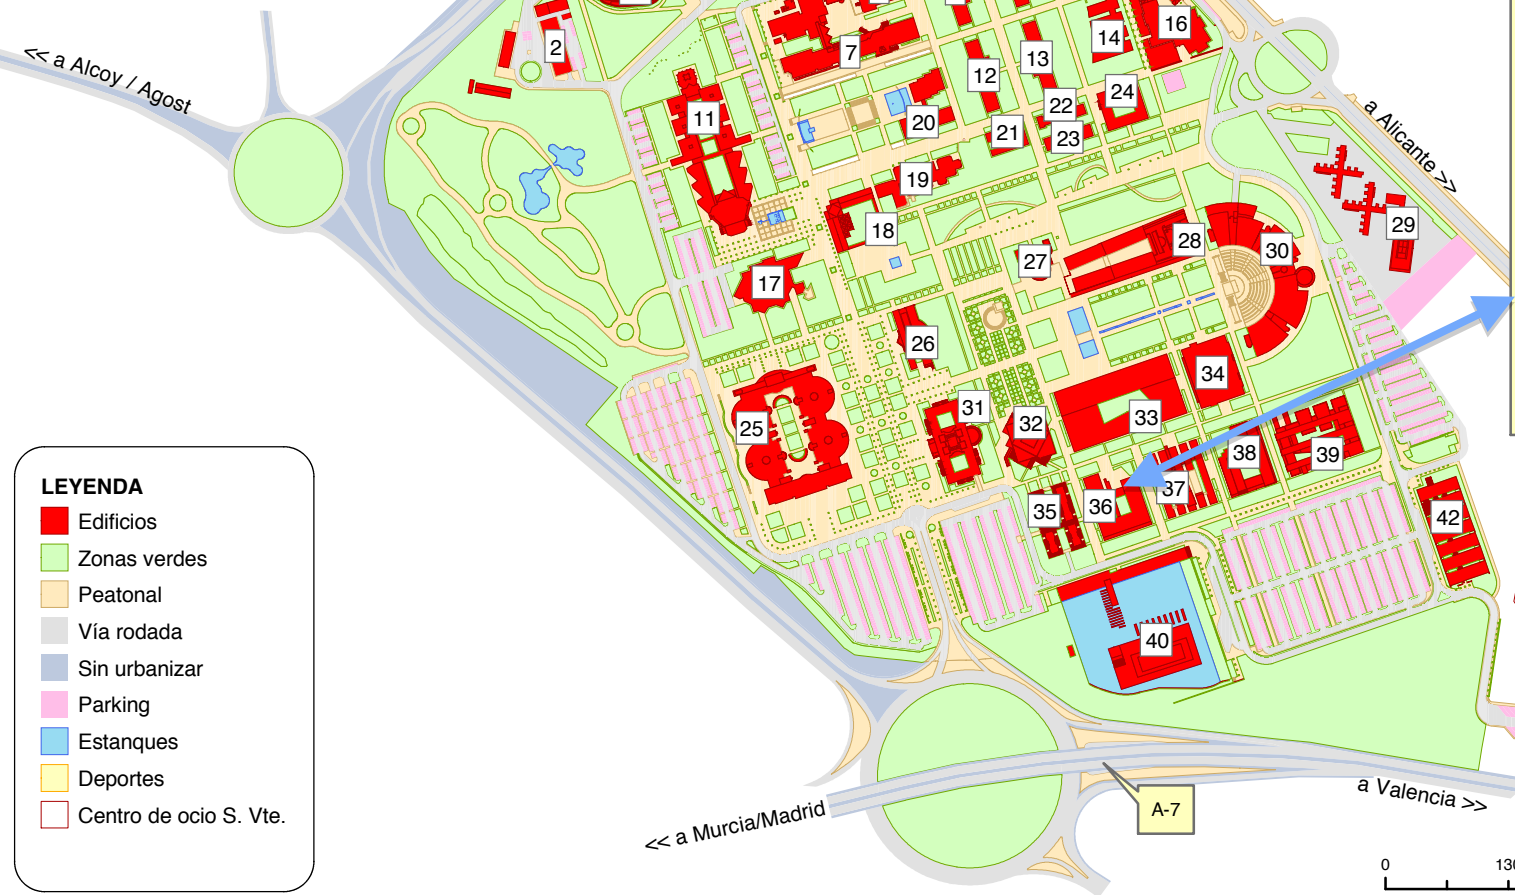 2
7
16
14
13
12
24
22
20
21
23
11
19
18
29
28
30
27
17
26
34
31
33
32
25
38
39
37
36
35
42
40
<< a Alcoy / Agost
a Alicante >>
LEYENDA
Edificios
Zonas verdes
Peatonal
Vía rodada
Sin urbanizar
Parking
Estanques
Deportes
Centro de ocio S. Vte.
<< a Murcia/Madrid
A-7
a Valencia >>
0
130